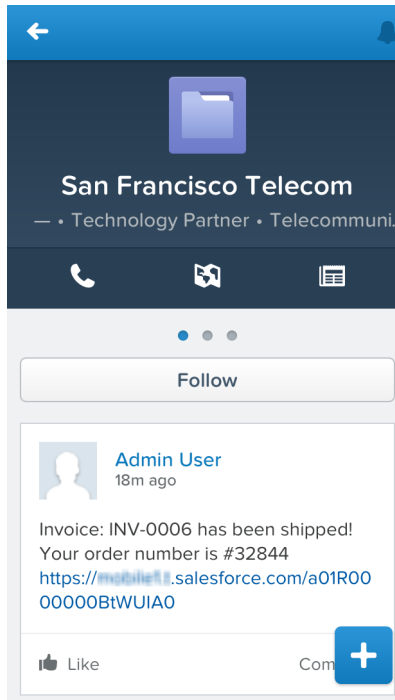 San Francisco Telecom
— • Technology Partner • Telecommuni.
Follow
Admin User
18m ago
Invoice: INV-0006 has been shipped!
Your order number is #32844
https:// .salesforce.com/a01R00
00000BtWUIA0
Like
Com